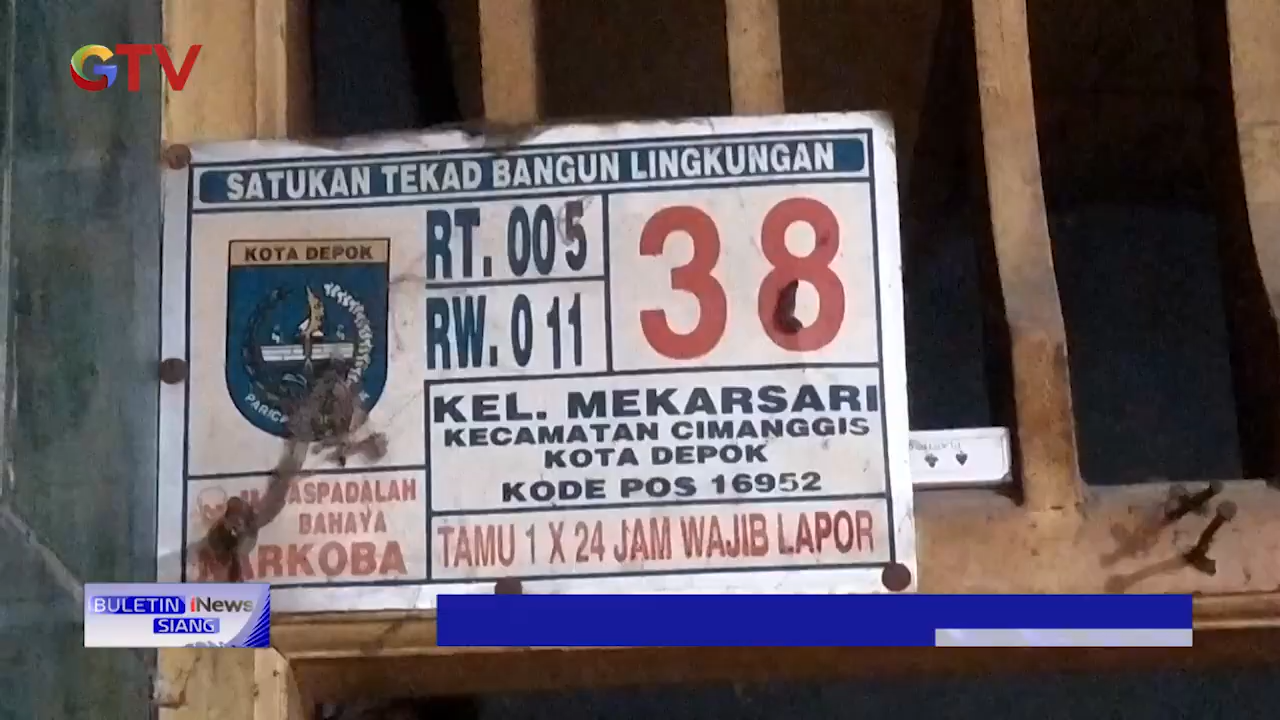 GTV
SATUKAN TEKAD BANGUN LINGKUNGAN
KOTA DEPOK
RT. 005
RW. 011
38
KEL. MEKARSARI
KECAMATAN CIMANGGIS
KOTA DEPOK
KODE POS 16952
BAHAYA
NARKOBA
TAMU 1 X 24 JAM WAJIB LAPOR
BULETIN iNews
SIANG